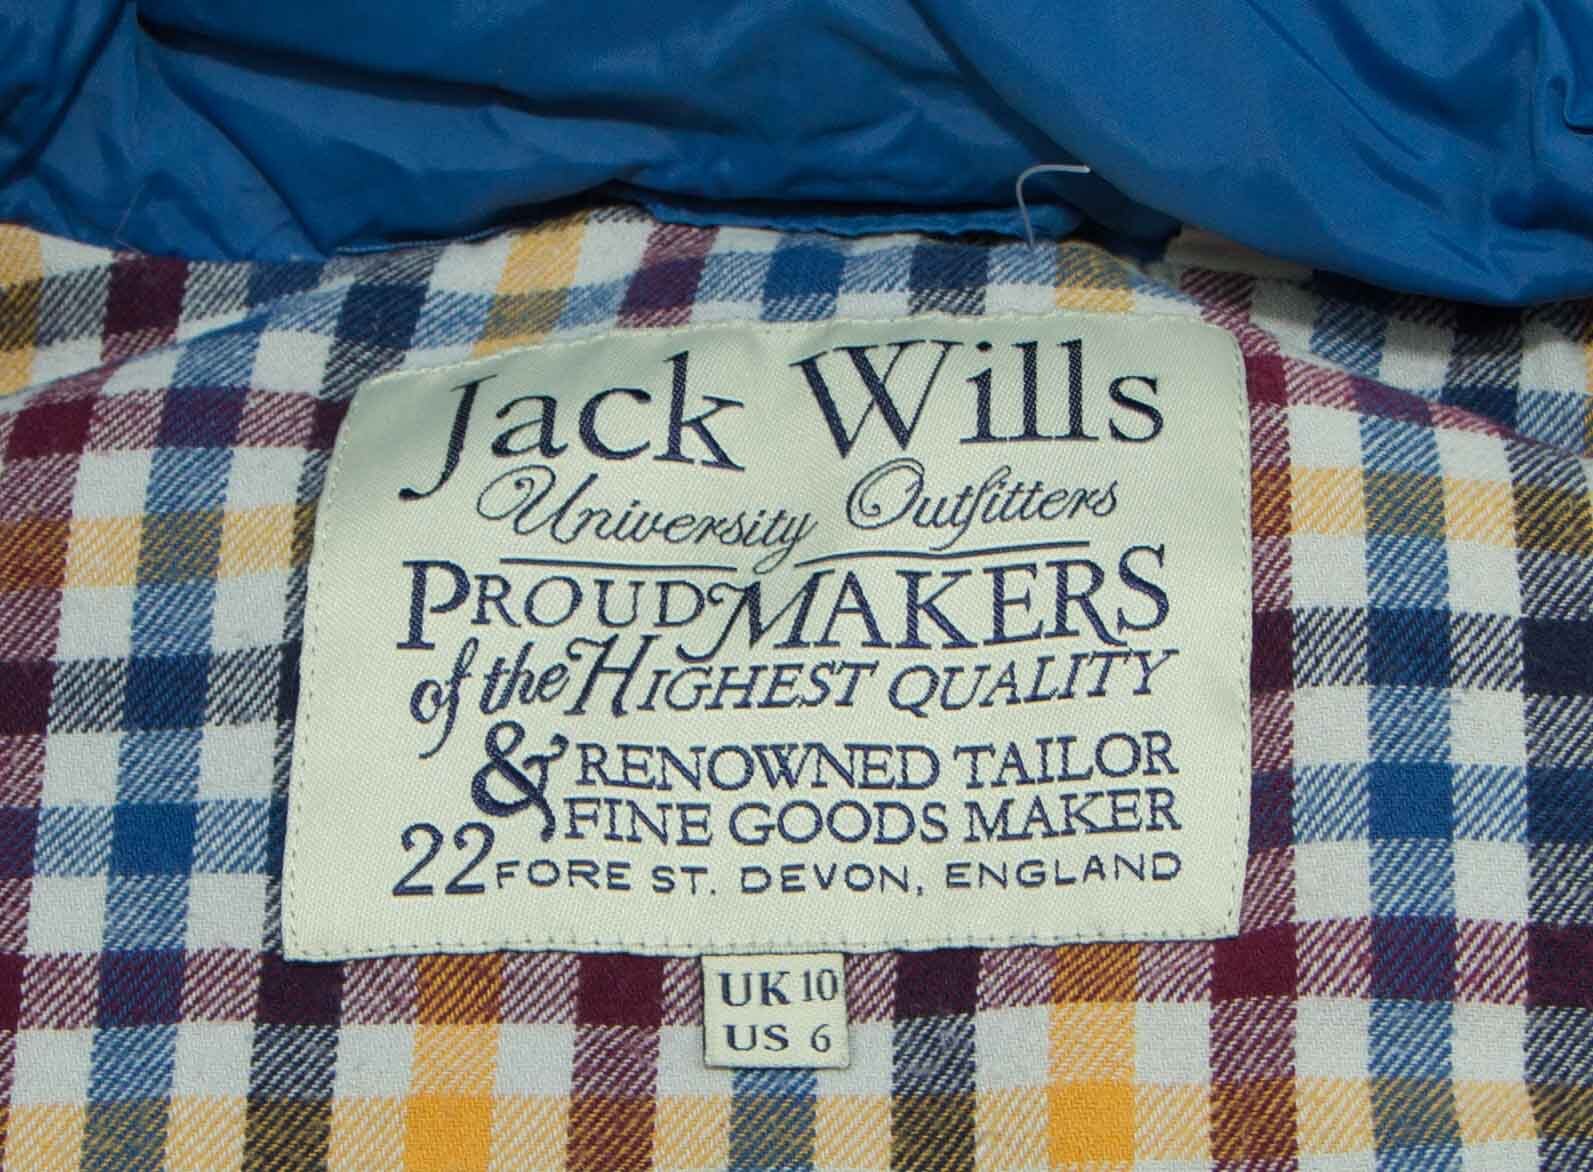 Jack Wills
University Outfitters
PROUD MAKERS
of the HIGHEST QUALITY
& RENOWNED TAILOR
FINE GOODS MAKER
22 FORE ST. DEVON, ENGLAND
UK 10
US 6